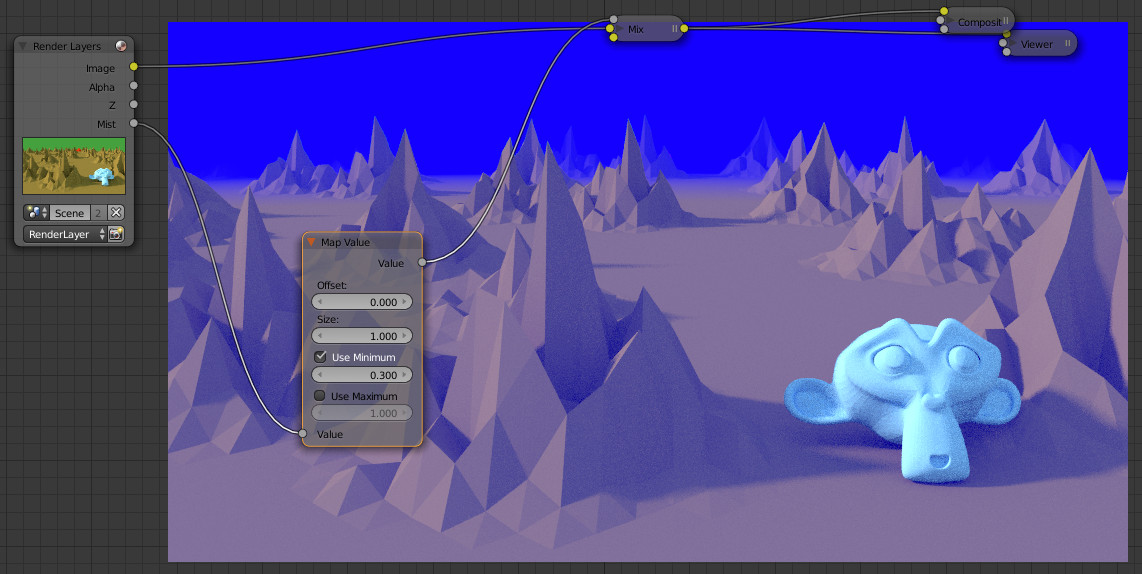 Render Layers
Image
Alpha
Z
Mist
Scene 2
RenderLayer
Map Value
Value
Offset:
0.000
Size:
1.000
Use Minimum
0.300
Use Maximum
1.000
Value
Mix
Composit
Viewer